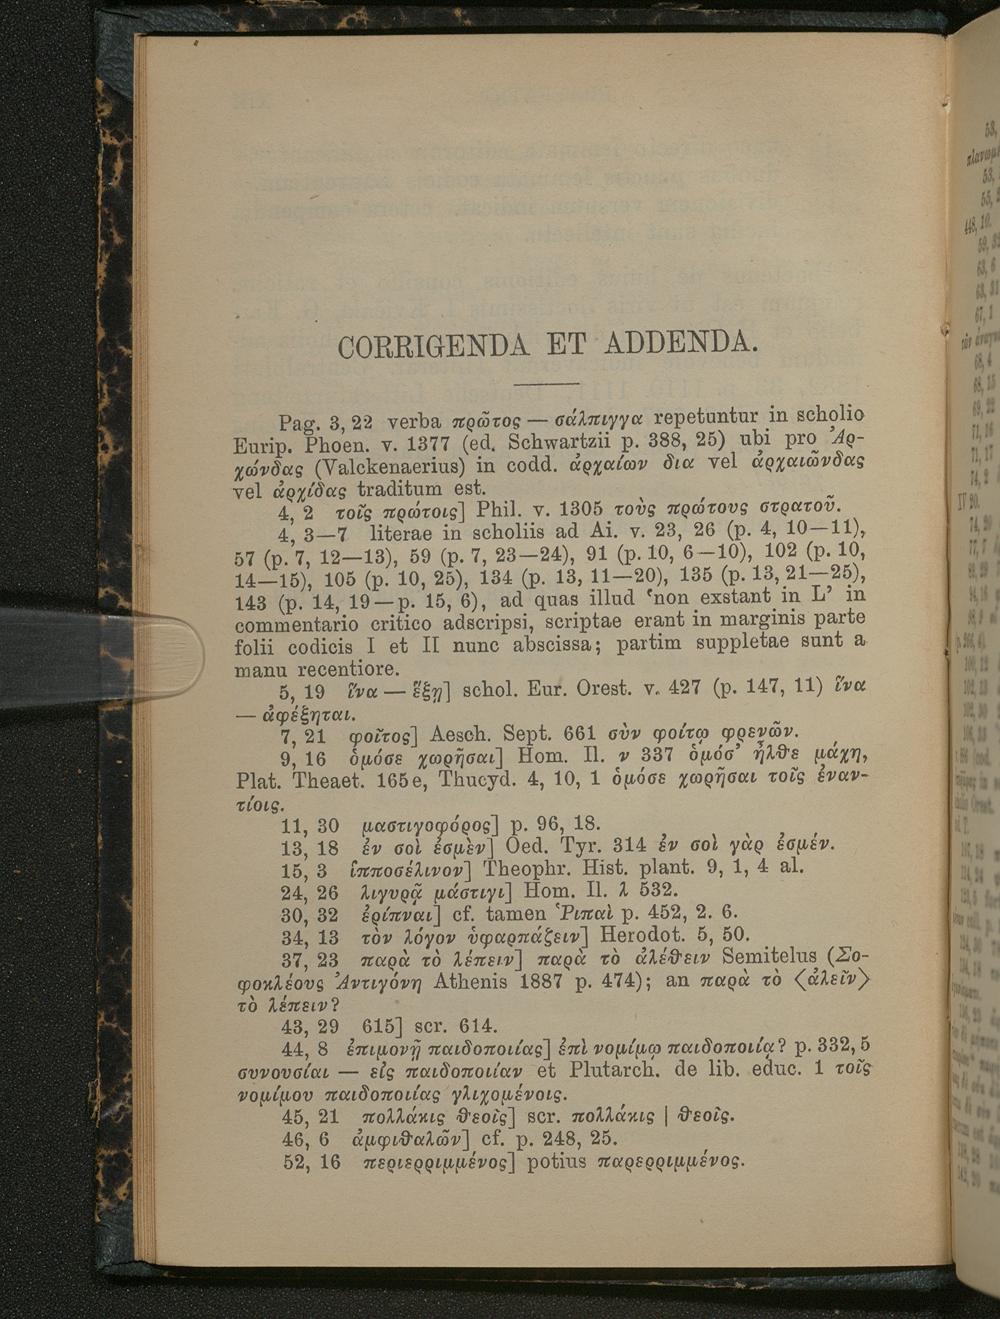 CORRIGENDA ET ADDENDA.
Pag. 3, 22 verba πρῶτος — σάλπιγγα repetuntur in scholio
Eurip. Phoen. v. 1377 (ed. Schwartzii p. 388, 25) ubi pro Ἀρ-
χώνδας (Valckenaerius) in codd. ἀρχαίων δια vel ἀρχαιῶνδας
vel ἀρχίδας traditum est.
4, 2 τοῖς πρώτοις] Phil. v. 1305 τοὺς πρώτους στρατοῦ.
4, 3—7 literae in scholiis ad Ai. v. 23, 26 (p. 4, 10—11),
57 (p. 7, 12—13), 59 (p. 7, 23—24), 91 (p. 10, 6—10), 102 (p. 10,
14—15), 105 (p. 10, 25), 134 (p. 13, 11—20), 135 (p. 13, 21—25),
143 (p. 14, 19 — p. 15, 6), ad quas illud ‘non exstant in L’ in
commentario critico adscripsi, scriptae erant in marginis parte
folii codicis I et II nunc abscissa; partim suppletae sunt a
manu recentiore.
5, 19 ἵνα — ἕξῃ] schol. Eur. Orest. v. 427 (p. 147, 11) ἵνα
— ἀφέξηται.
7, 21 φοῖτος] Aesch. Sept. 661 σὺν φοίτῳ φρενῶν.
9, 16 ὁμόσε χωρῆσαι] Hom. Il. ν 337 ὁμόσ’ ἦλθε μάχη,
Plat. Theaet. 165e, Thucyd. 4, 10, 1 ὁμόσε χωρῆσαι τοῖς ἐναν-
τίοις.
11, 30 μαστιγοφόρος] p. 96, 18.
13, 18 ἐν σοὶ ἐσμὲν] Oed. Tyr. 314 ἐν σοὶ γὰρ ἐσμέν.
15, 3 ἱπποσέλινον] Theophr. Hist. plant. 9, 1, 4 al.
24, 26 λιγυρᾷ μάστιγι] Hom. Il. λ 532.
30, 32 ἐρίπναι] cf. tamen Ῥιπαὶ p. 452, 2. 6.
34, 13 τὸν λόγον ὑφαρπάζειν] Herodot. 5, 50.
37, 23 παρὰ τὸ λέπειν] παρὰ τὸ ἀλέθειν Semitelus (Σο-
φοκλέους Ἀντιγόνη Athenis 1887 p. 474); an παρὰ τὸ ⟨ἀλεῖν⟩
τὸ λέπειν?
43, 29 615] scr. 614.
44, 8 ἐπιμονῇ παιδοποιίας] ἐπὶ νομίμῳ παιδοποιίᾳ? p. 332, 5
συνουσίαι — εἰς παιδοποιίαν et Plutarch. de lib. educ. 1 τοῖς
νομίμου παιδοποιίας γλιχομένοις.
45, 21 πολλάκις θεοῖς] scr. πολλάκις | θεοῖς.
46, 6 ἀμφιθαλῶν] cf. p. 248, 25.
52, 16 περιερριμμένος] potius παρερριμμένος.